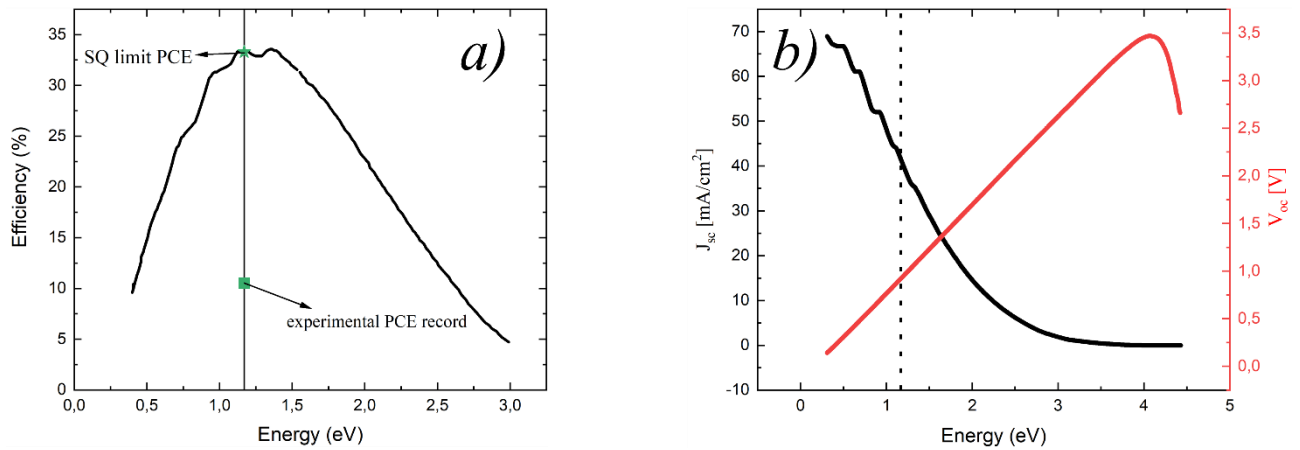 a)
SQ limit PCE
experimental PCE record
Efficiency (%)
35
30
25
20
15
10
5
0
0,0 0,5 1,0 1,5 2,0 2,5 3,0
Energy (eV)
b)
J_sc [mA/cm²]
70
60
50
40
30
20
10
0
-10
0 1 2 3 4 5
Energy (eV)
3,5
3,0
2,5
2,0
1,5
1,0
0,5
0,0
V_oc [V]